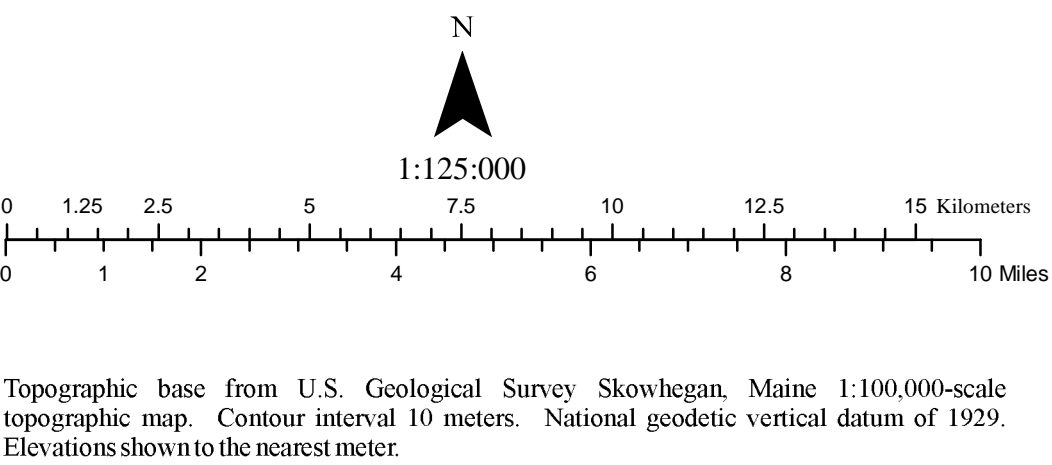 N
1:125:000
0 1.25 2.5 5 7.5 10 12.5 15 Kilometers
0 1 2 4 6 8 10 Miles
Topographic base from U.S. Geological Survey Skowhegan, Maine 1:100,000-scale
topographic map. Contour interval 10 meters. National geodetic vertical datum of 1929.
Elevations shown to the nearest meter.